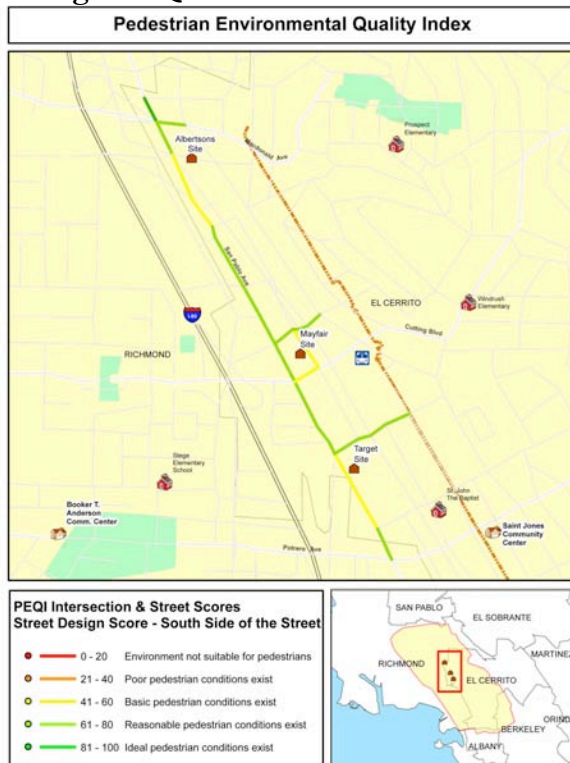 Pedestrian Environmental Quality Index
Albertsons
Site
Macdonald Ave
Prospect
Elementary
San Pablo Ave
EL CERRITO
Windrush
Elementary
I-80
Mayfair
Site
Cutting Blvd
RICHMOND
Stege
Elementary
School
Target
Site
St. John
The Baptist
Booker T.
Anderson
Comm. Center
Saint Jones
Community
Center
Potrero Ave
PEQI Intersection & Street Scores
Street Design Score - South Side of the Street
0 - 20 Environment not suitable for pedestrians
21 - 40 Poor pedestrian conditions exist
41 - 60 Basic pedestrian conditions exist
61 - 80 Reasonable pedestrian conditions exist
81 - 100 Ideal pedestrian conditions exist
SAN PABLO
EL SOBRANTE
MARTINEZ
RICHMOND
EL CERRITO
ORIND
BERKELEY
ALBANY